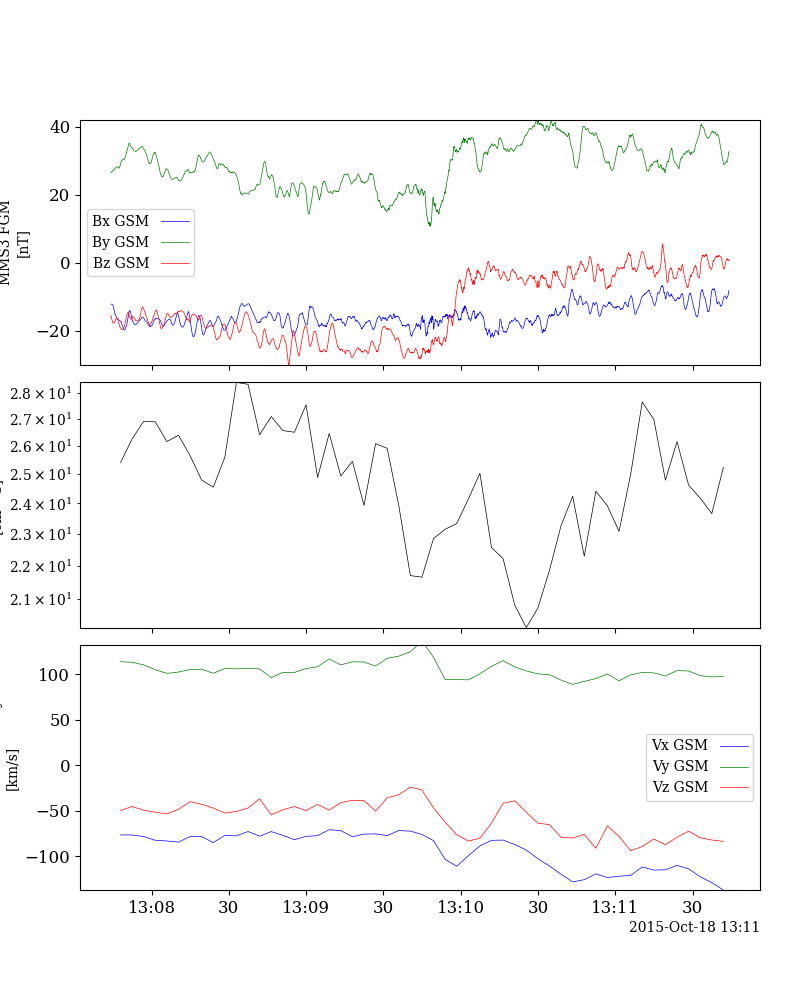 MMS3 FGM
[nT]
40
20
0
−20
Bx GSM
By GSM
Bz GSM
2.8 × 10¹
2.7 × 10¹
2.6 × 10¹
2.5 × 10¹
2.4 × 10¹
2.3 × 10¹
2.2 × 10¹
2.1 × 10¹
[km/s]
100
50
0
−50
−100
Vx GSM
Vy GSM
Vz GSM
13:08 30 13:09 30 13:10 30 13:11 30
2015-Oct-18 13:11